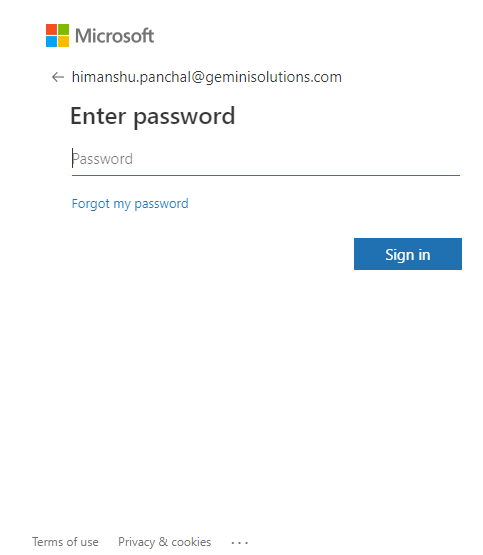 Microsoft
himanshu.panchal@geminisolutions.com
Enter password
Password
Forgot my password
Sign in
Terms of use Privacy & cookies ...